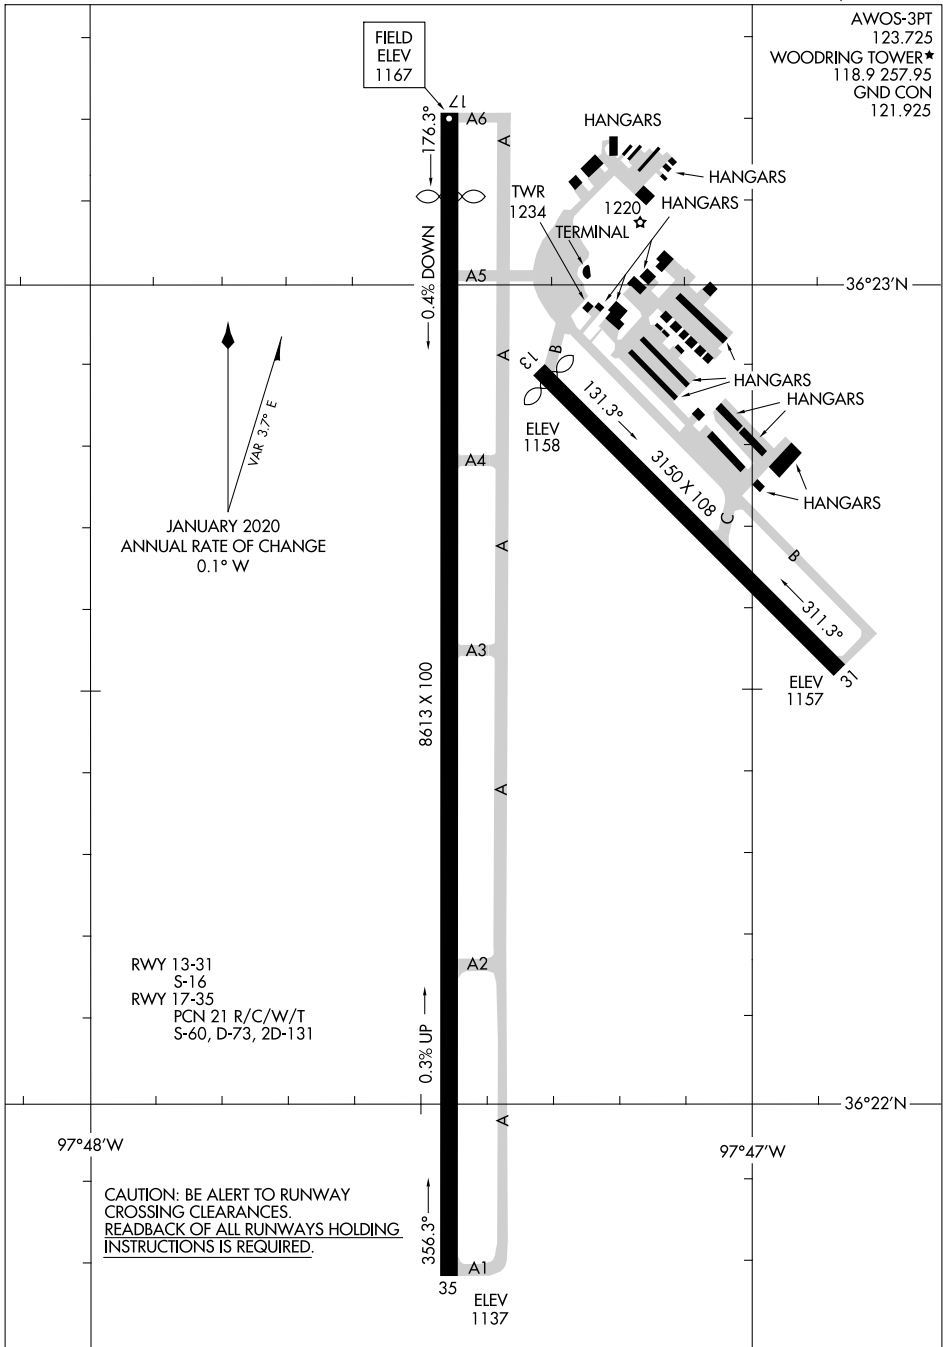 AWOS-3PT
123.725
WOODRING TOWER★
118.9 257.95
GND CON
121.925
FIELD
ELEV
1167
17
176.3°
A6
A
HANGARS
HANGARS
TWR
1234
1220
HANGARS
TERMINAL
0.4% DOWN
A5
36°23'N
A
B
13
VAR 3.7° E
131.3°
HANGARS
HANGARS
ELEV
1158
A4
3150 X 108
HANGARS
C
JANUARY 2020
ANNUAL RATE OF CHANGE
0.1° W
A
B
311.3°
A3
ELEV
1157
31
8613 X 100
A
RWY 13-31
S-16
RWY 17-35
PCN 21 R/C/W/T
S-60, D-73, 2D-131
A2
0.3% UP
36°22'N
A
97°48'W
97°47'W
CAUTION: BE ALERT TO RUNWAY
CROSSING CLEARANCES.
READBACK OF ALL RUNWAYS HOLDING
INSTRUCTIONS IS REQUIRED.
356.3°
A1
35
ELEV
1137